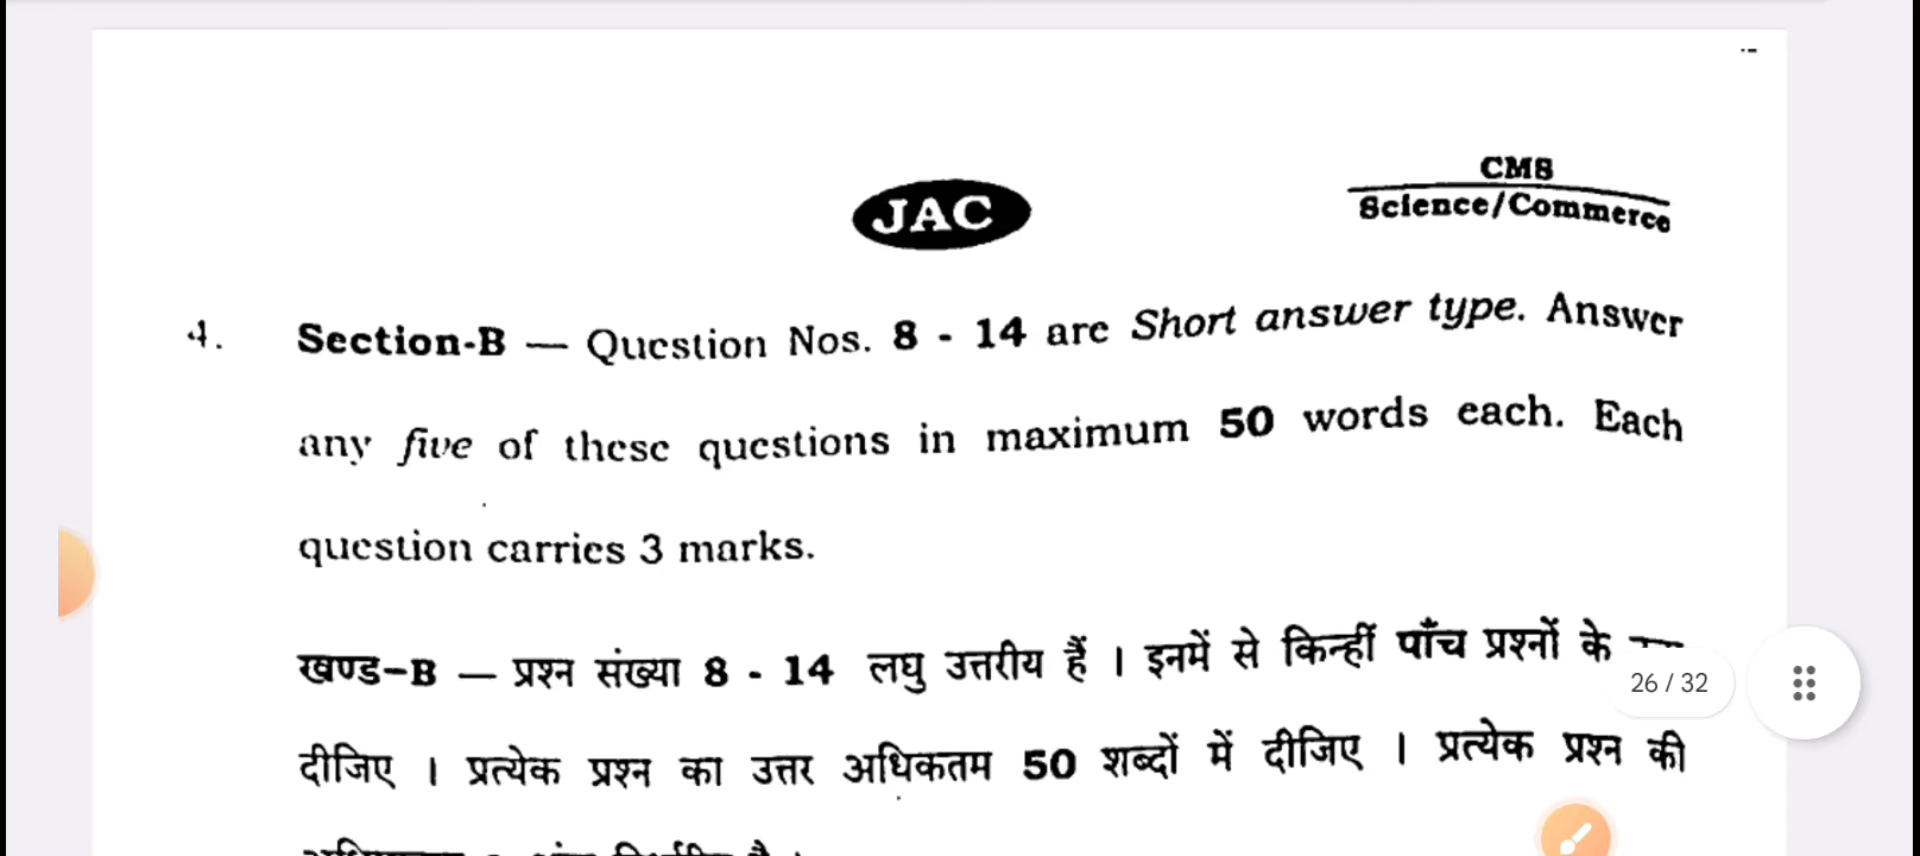 CMS
JAC
Science/Commerce
4. Section-B — Question Nos. 8 - 14 are Short answer type. Answer
any five of these questions in maximum 50 words each. Each
question carries 3 marks.
खण्ड-B — प्रश्न संख्या 8 - 14 लघु उत्तरीय हैं । इनमें से किन्हीं पाँच प्रश्नों के
26 / 32
दीजिए । प्रत्येक प्रश्न का उत्तर अधिकतम 50 शब्दों में दीजिए । प्रत्येक प्रश्न की